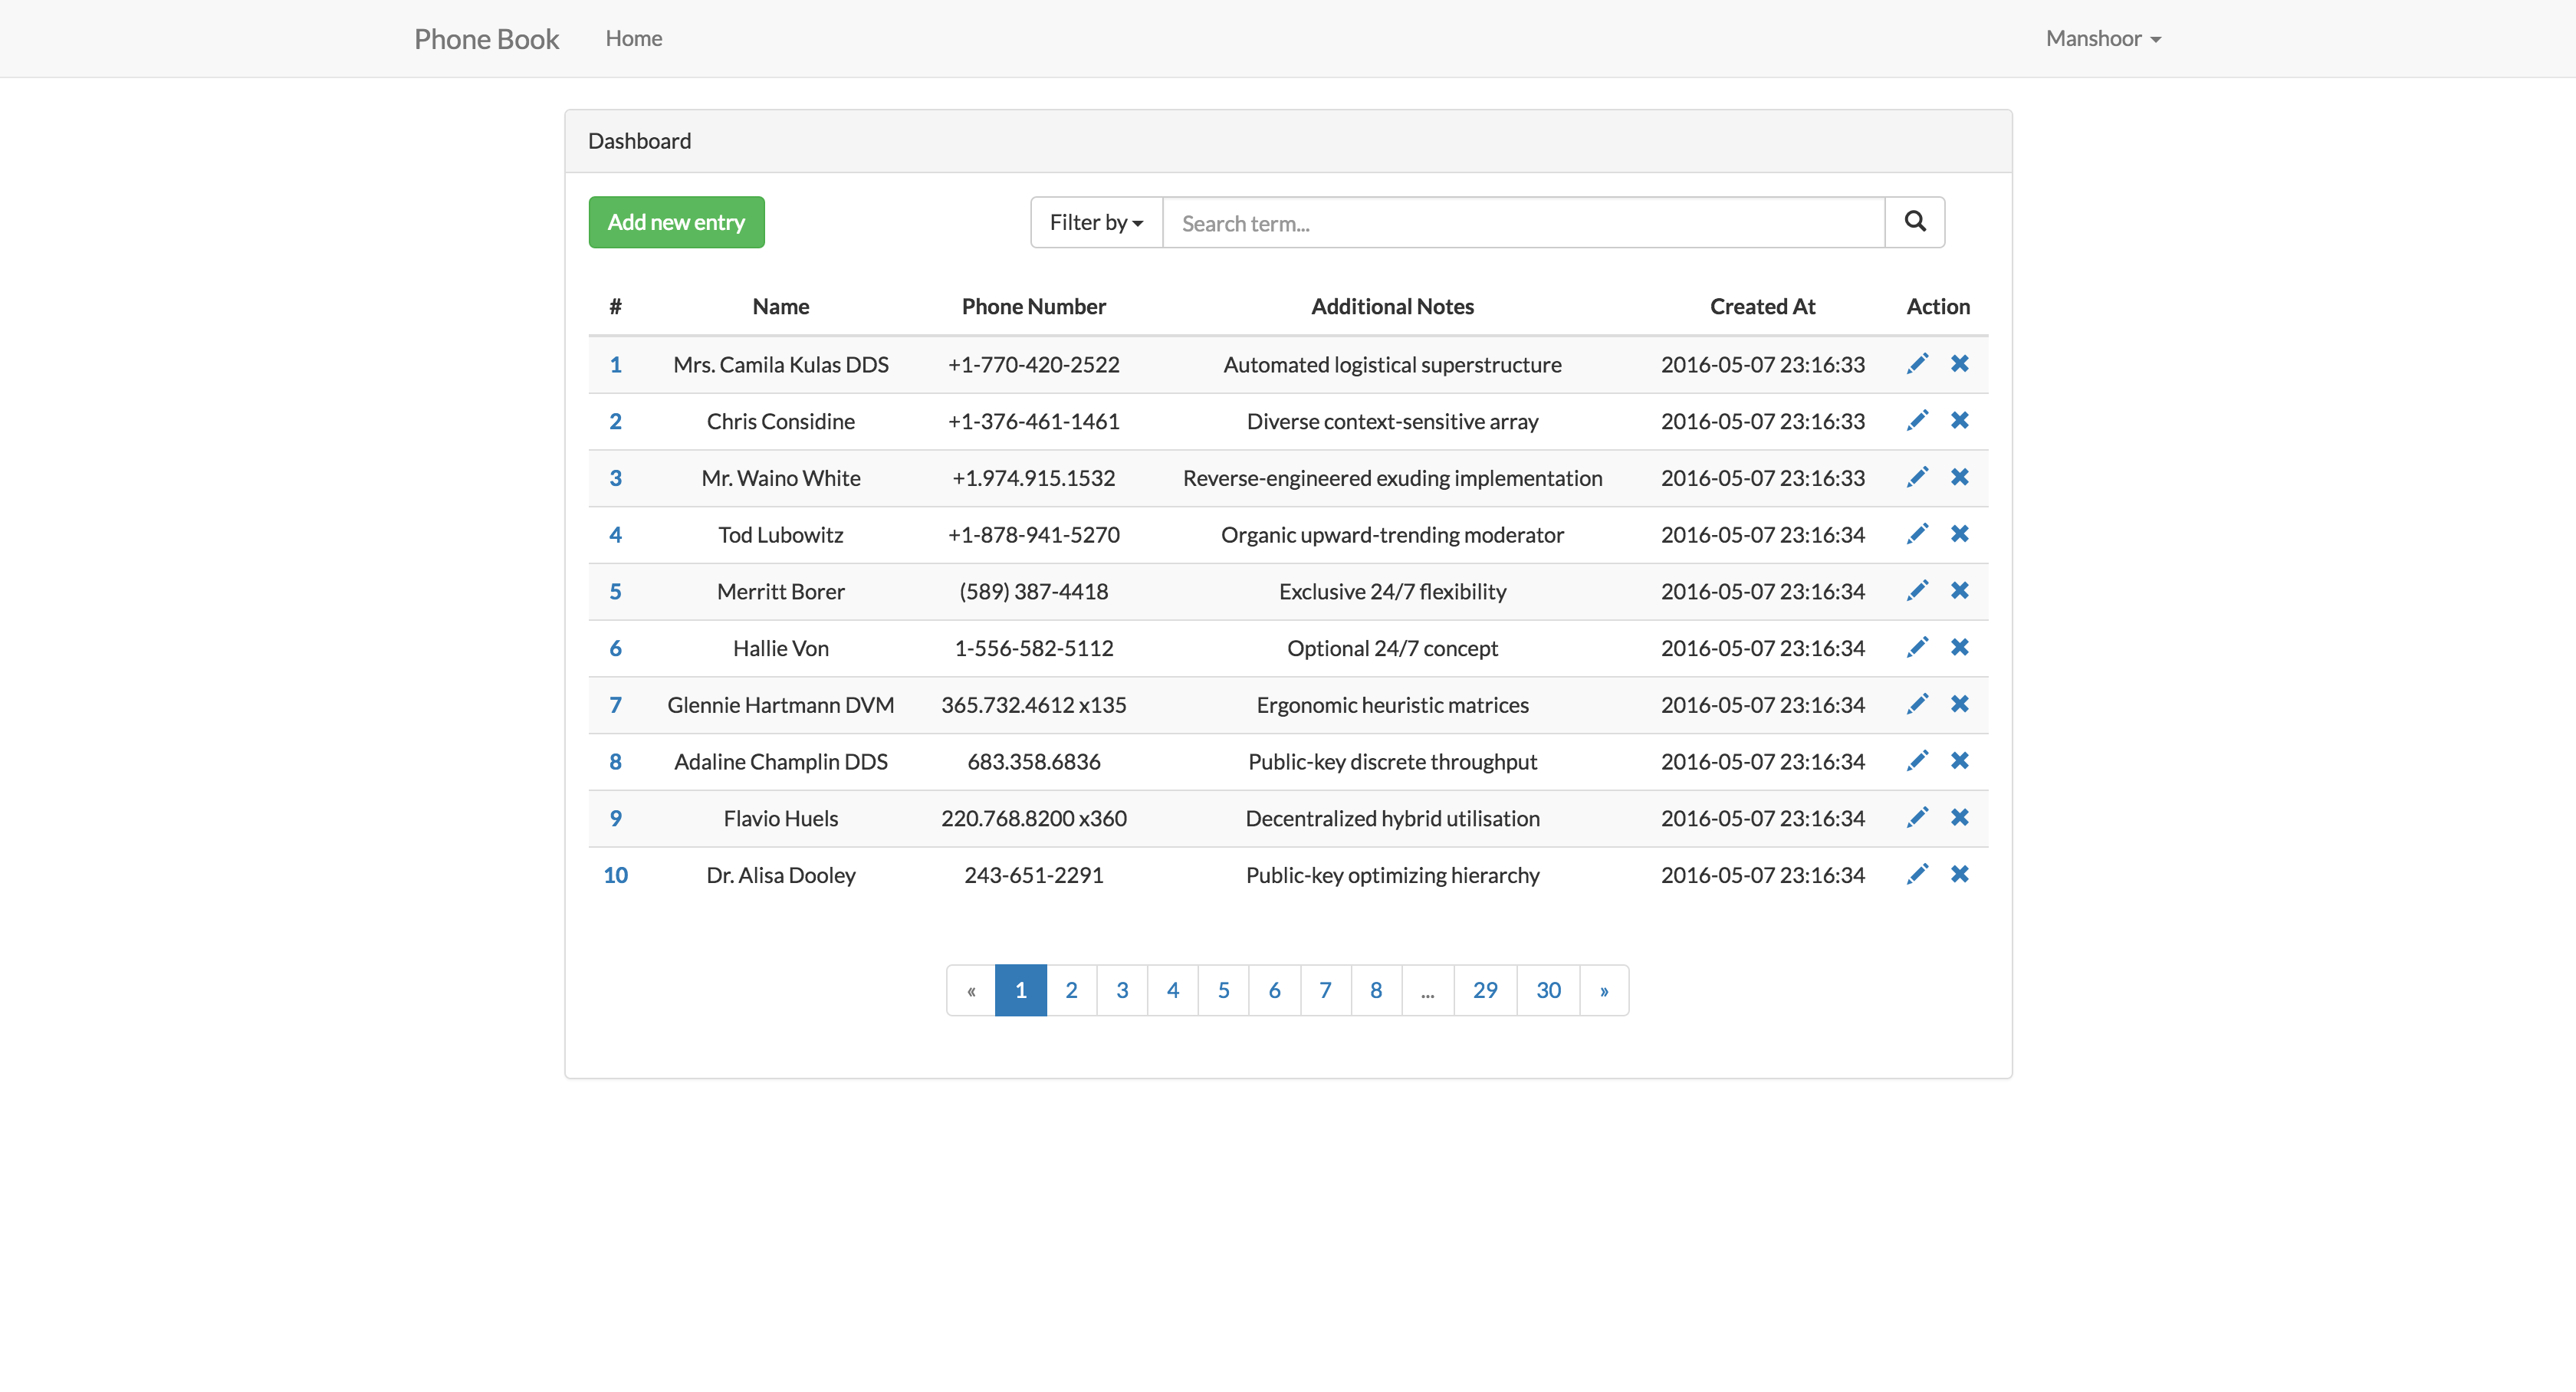 Phone Book Home Manshoor
Dashboard
Add new entry Filter by Search term...
# Name Phone Number Additional Notes Created At Action
1 Mrs. Camila Kulas DDS +1-770-420-2522 Automated logistical superstructure 2016-05-07 23:16:33
2 Chris Considine +1-376-461-1461 Diverse context-sensitive array 2016-05-07 23:16:33
3 Mr. Waino White +1.974.915.1532 Reverse-engineered exuding implementation 2016-05-07 23:16:33
4 Tod Lubowitz +1-878-941-5270 Organic upward-trending moderator 2016-05-07 23:16:34
5 Merritt Borer (589) 387-4418 Exclusive 24/7 flexibility 2016-05-07 23:16:34
6 Hallie Von 1-556-582-5112 Optional 24/7 concept 2016-05-07 23:16:34
7 Glennie Hartmann DVM 365.732.4612 x135 Ergonomic heuristic matrices 2016-05-07 23:16:34
8 Adaline Champlin DDS 683.358.6836 Public-key discrete throughput 2016-05-07 23:16:34
9 Flavio Huels 220.768.8200 x360 Decentralized hybrid utilisation 2016-05-07 23:16:34
10 Dr. Alisa Dooley 243-651-2291 Public-key optimizing hierarchy 2016-05-07 23:16:34
« 1 2 3 4 5 6 7 8 ... 29 30 »